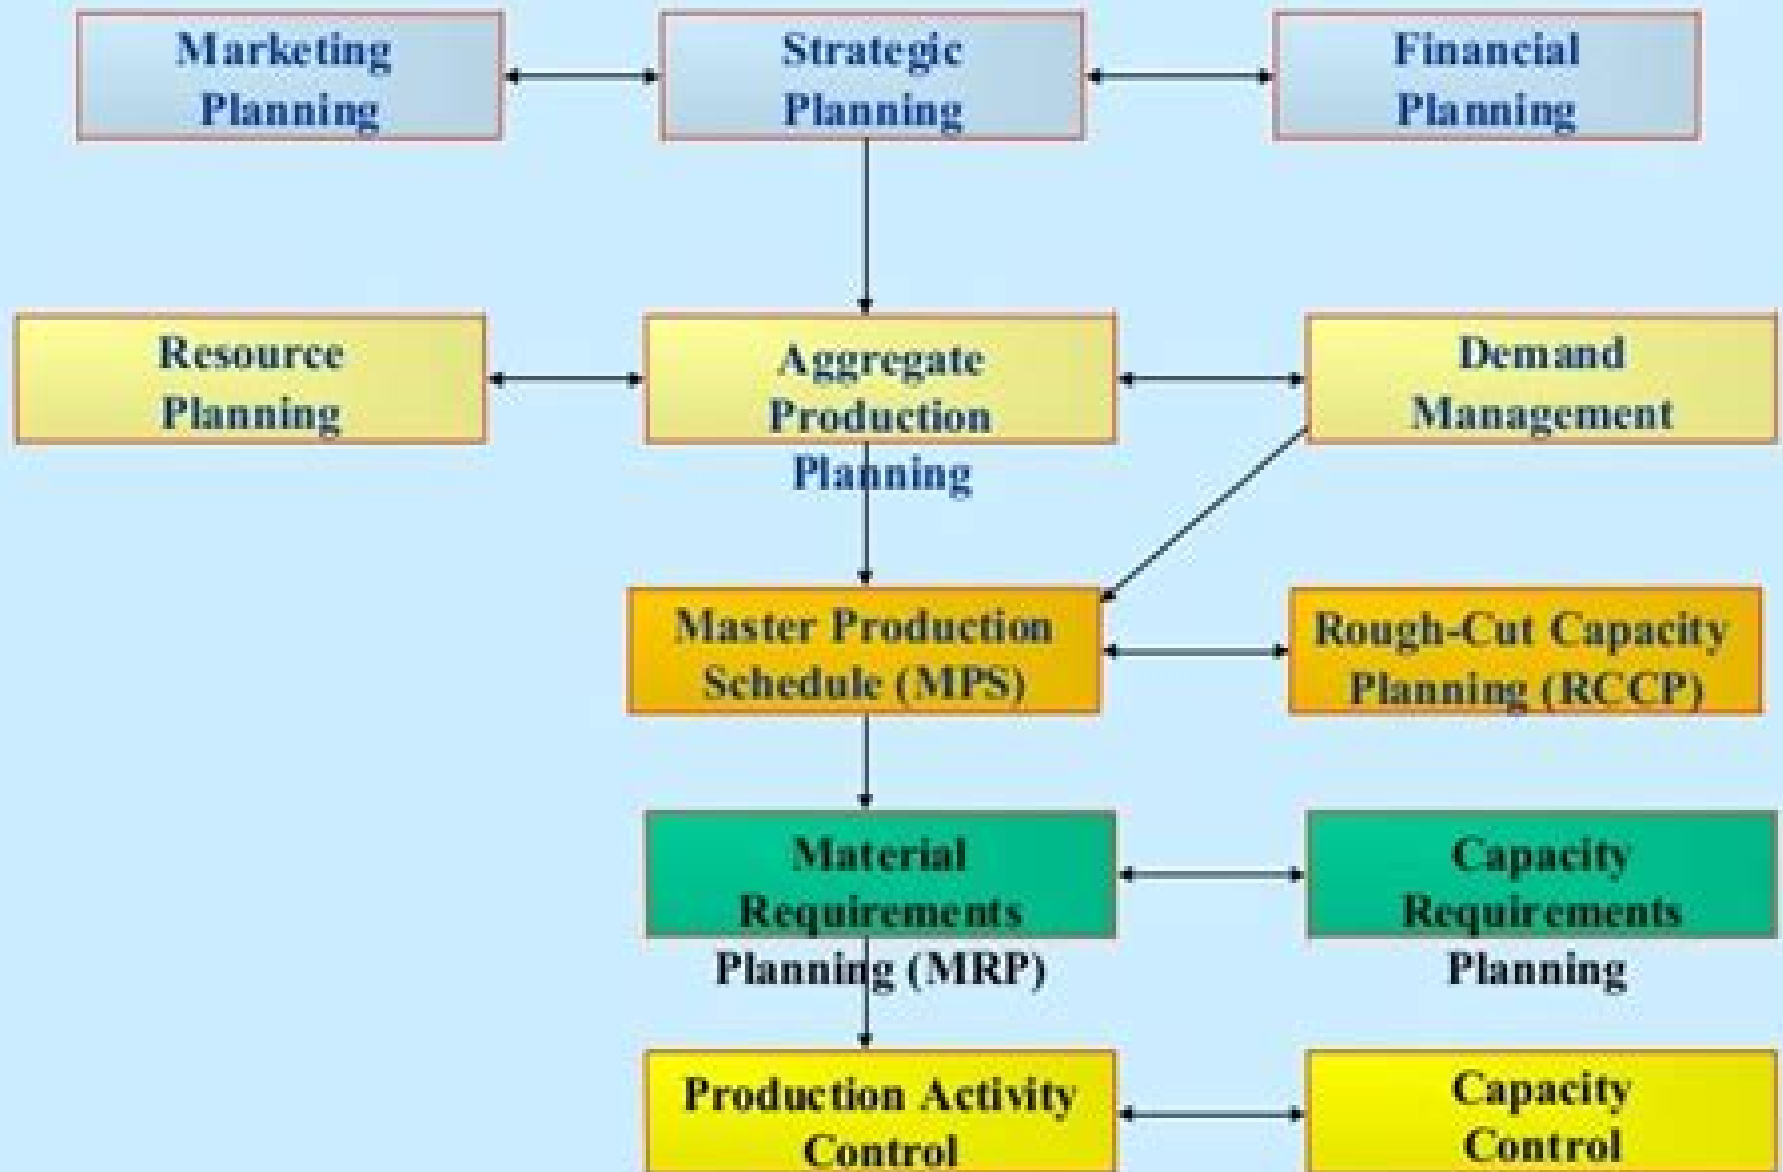 Marketing
Planning
Strategic
Planning
Financial
Planning
Resource
Planning
Aggregate
Production
Planning
Demand
Management
Master Production
Schedule (MPS)
Rough-Cut Capacity
Planning (RCCP)
Material
Requirements
Planning (MRP)
Capacity
Requirements
Planning
Production Activity
Control
Capacity
Control